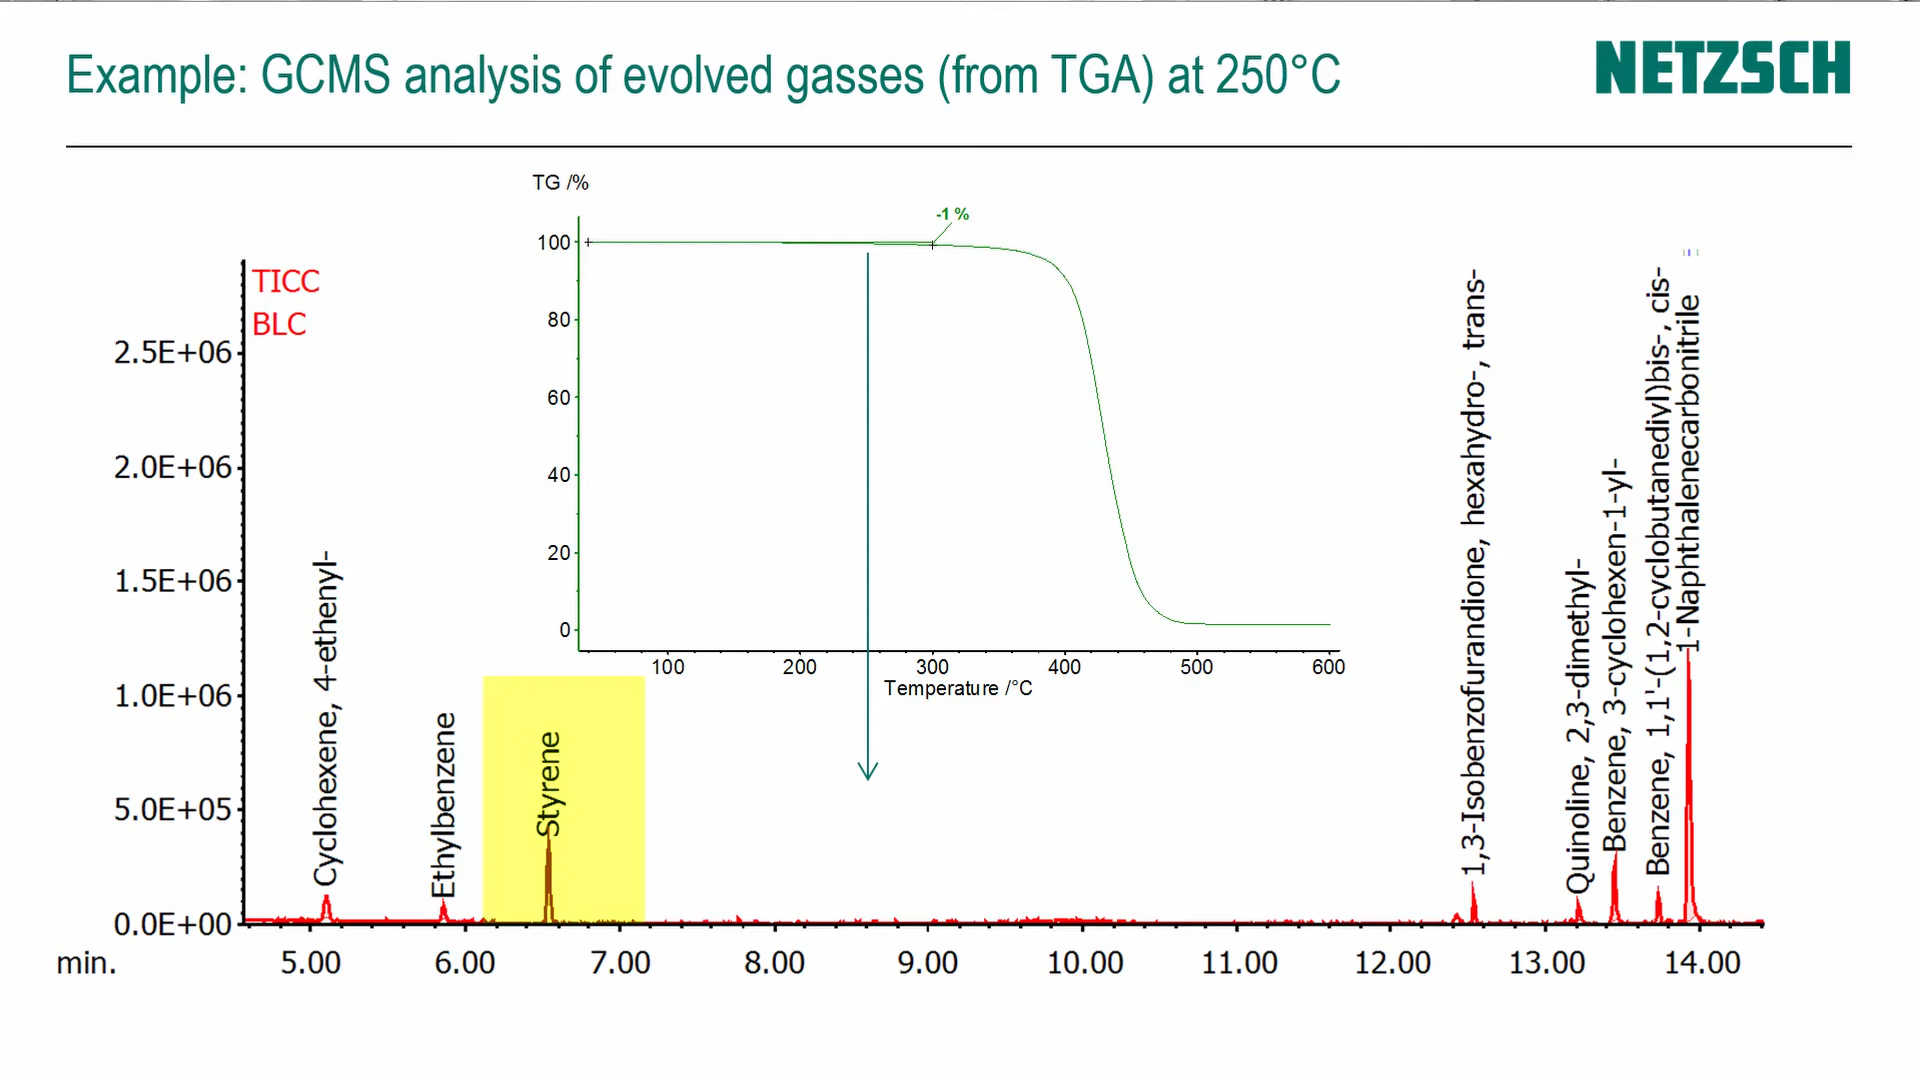 Example: GCMS analysis of evolved gasses (from TGA) at 250°C
NETZSCH
TG /%
-1 %
100
80
60
40
20
0
100 200 300 400 500 600
Temperature /°C
TICC
BLC
2.5E+06
2.0E+06
1.5E+06
1.0E+06
5.0E+05
0.0E+00
Cyclohexene, 4-ethenyl-
Ethylbenzene
Styrene
1,3-Isobenzofurandione, hexahydro-, trans-
Quinoline, 2,3-dimethyl-
Benzene, 3-cyclohexen-1-yl-
Benzene, 1,1'-(1,2-cyclobutanediyl)bis-, cis-
1-Naphthalenecarbonitrile
min. 5.00 6.00 7.00 8.00 9.00 10.00 11.00 12.00 13.00 14.00